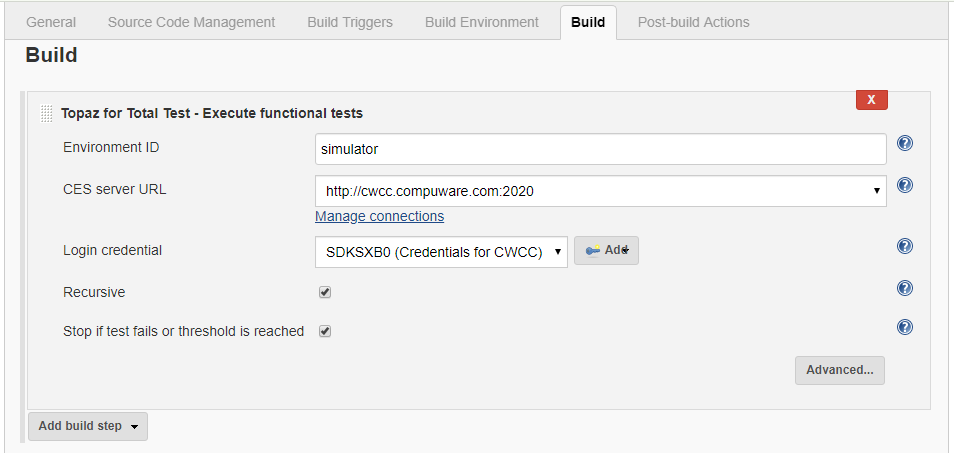 General Source Code Management Build Triggers Build Environment Build Post-build Actions
Build
X
Topaz for Total Test - Execute functional tests
Environment ID simulator ?
CES server URL http://cwcc.compuware.com:2020 ?
Manage connections
Login credential SDKSXB0 (Credentials for CWCC) Add ?
Recursive ?
Stop if test fails or threshold is reached ?
Advanced...
Add build step